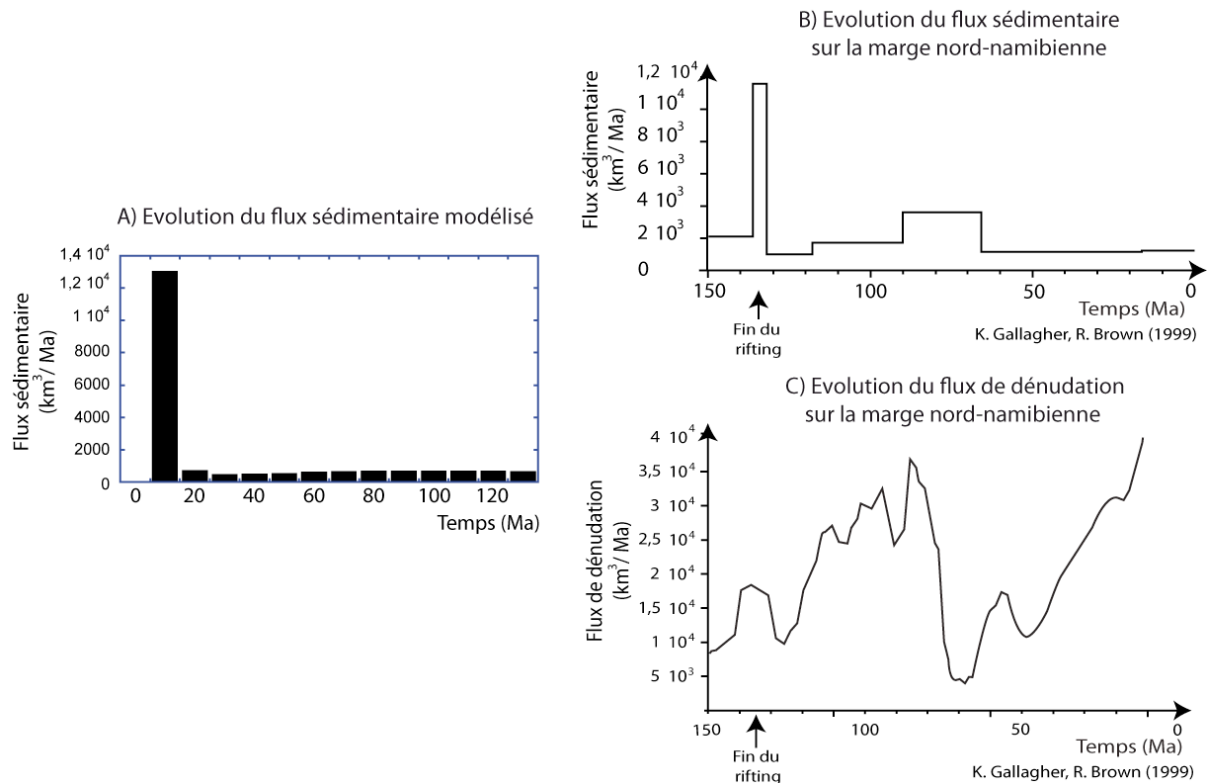 A) Evolution du flux sédimentaire modélisé
Flux sédimentaire
(km³/ Ma)
1,4 10⁴
1,2 10⁴
1 10⁴
8000
6000
4000
2000
0
0 20 40 60 80 100 120
Temps (Ma)
B) Evolution du flux sédimentaire
sur la marge nord-namibienne
Flux sédimentaire
(km³/ Ma)
1,2 10⁴
1 10⁴
8 10³
6 10³
4 10³
2 10³
0
150 100 50 0
Temps (Ma)
Fin du
rifting
K. Gallagher, R. Brown (1999)
C) Evolution du flux de dénudation
sur la marge nord-namibienne
Flux de dénudation
(km³/ Ma)
4 10⁴
3,5 10⁴
3 10⁴
2,5 10⁴
2 10⁴
1,5 10⁴
1 10⁴
5 10³
150 100 50 0
Temps (Ma)
Fin du
rifting
K. Gallagher, R. Brown (1999)